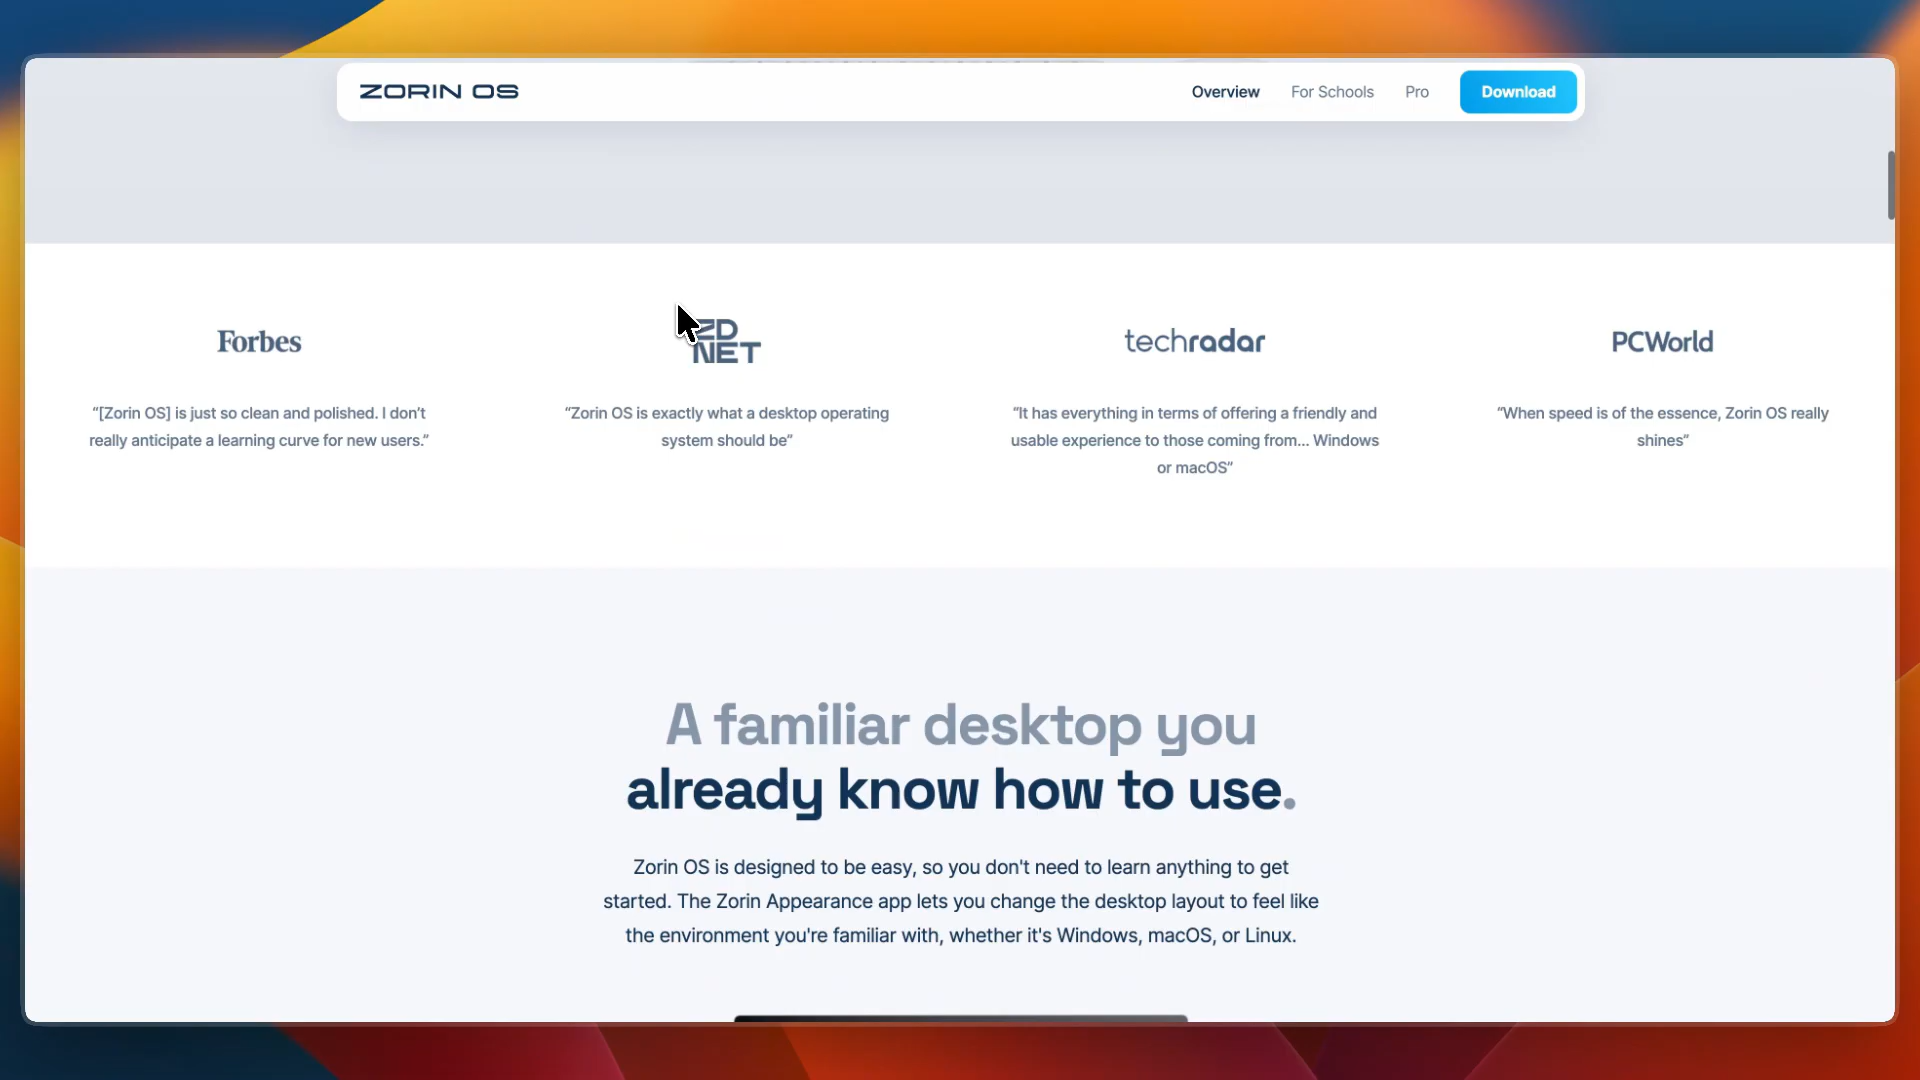 ZORIN OS
Overview
For Schools
Pro
Download
Forbes
“[Zorin OS] is just so clean and polished. I don’t
really anticipate a learning curve for new users.”
ZD
NET
“Zorin OS is exactly what a desktop operating
system should be”
techradar
“It has everything in terms of offering a friendly and
usable experience to those coming from... Windows
or macOS”
PCWorld
“When speed is of the essence, Zorin OS really
shines”
A familiar desktop you
already know how to use.
Zorin OS is designed to be easy, so you don't need to learn anything to get
started. The Zorin Appearance app lets you change the desktop layout to feel like
the environment you're familiar with, whether it's Windows, macOS, or Linux.